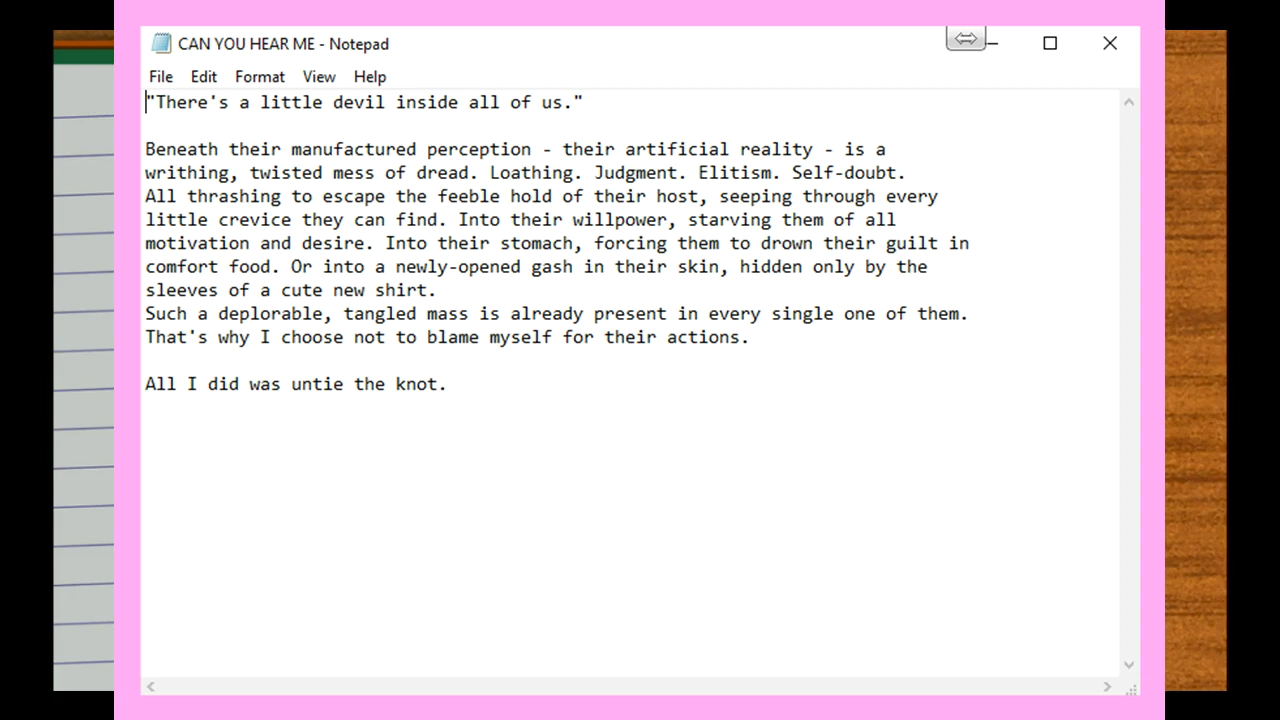 CAN YOU HEAR ME - Notepad
File Edit Format View Help
"There's a little devil inside all of us."
Beneath their manufactured perception - their artificial reality - is a
writhing, twisted mess of dread. Loathing. Judgment. Elitism. Self-doubt.
All thrashing to escape the feeble hold of their host, seeping through every
little crevice they can find. Into their willpower, starving them of all
motivation and desire. Into their stomach, forcing them to drown their guilt in
comfort food. Or into a newly-opened gash in their skin, hidden only by the
sleeves of a cute new shirt.
Such a deplorable, tangled mass is already present in every single one of them.
That's why I choose not to blame myself for their actions.
All I did was untie the knot.